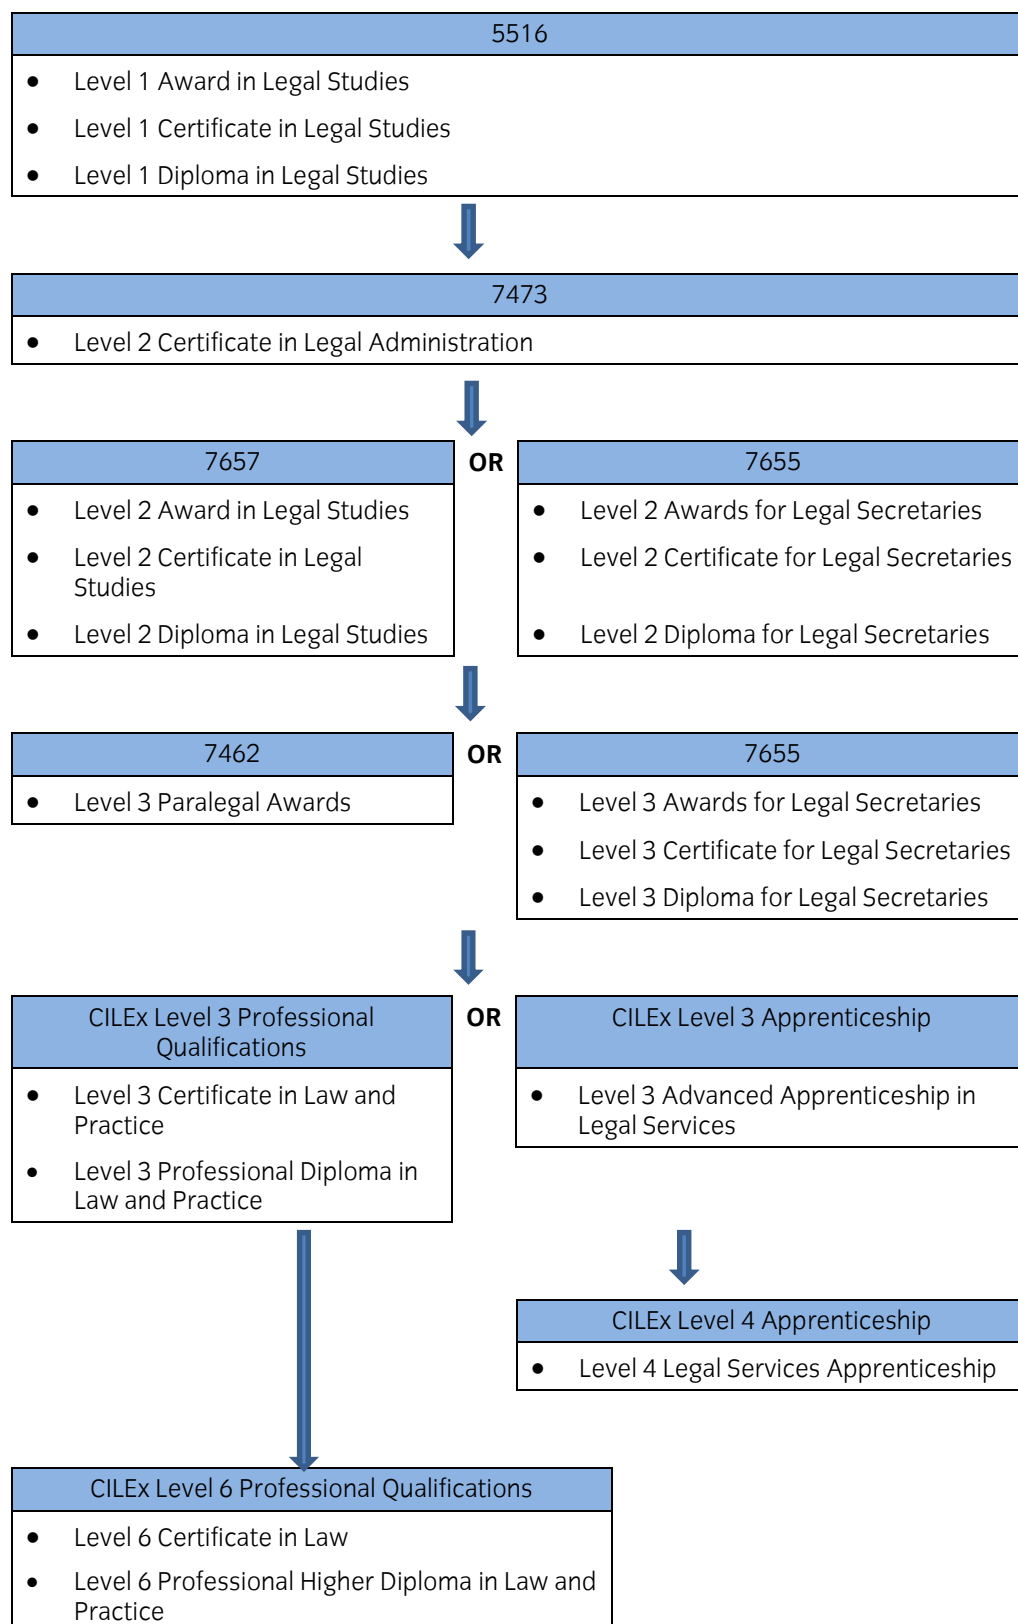 5516
● Level 1 Award in Legal Studies
● Level 1 Certificate in Legal Studies
● Level 1 Diploma in Legal Studies
7473
● Level 2 Certificate in Legal Administration
7657
● Level 2 Award in Legal Studies
● Level 2 Certificate in Legal
Studies
● Level 2 Diploma in Legal Studies
OR
7655
● Level 2 Awards for Legal Secretaries
● Level 2 Certificate for Legal Secretaries
● Level 2 Diploma for Legal Secretaries
7462
● Level 3 Paralegal Awards
OR
7655
● Level 3 Awards for Legal Secretaries
● Level 3 Certificate for Legal Secretaries
● Level 3 Diploma for Legal Secretaries
CILEx Level 3 Professional
Qualifications
● Level 3 Certificate in Law and
Practice
● Level 3 Professional Diploma in
Law and Practice
OR
CILEx Level 3 Apprenticeship
● Level 3 Advanced Apprenticeship in
Legal Services
CILEx Level 4 Apprenticeship
● Level 4 Legal Services Apprenticeship
CILEx Level 6 Professional Qualifications
● Level 6 Certificate in Law
● Level 6 Professional Higher Diploma in Law and
Practice